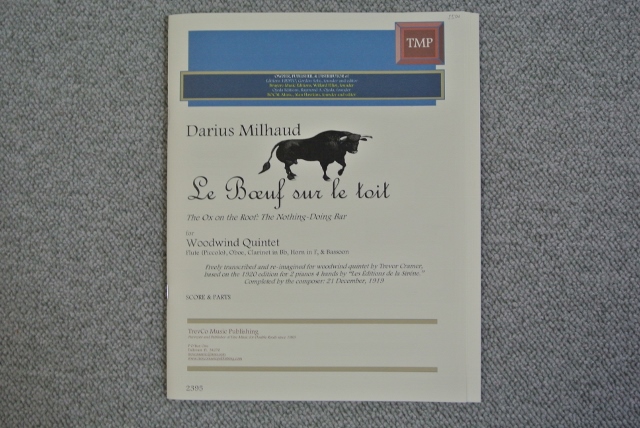 TMP
Darius Milhaud
Le Bœuf sur le toit
The Ox on the Roof: The Nothing-Doing Bar
for
Woodwind Quintet
Flute (Piccolo), Oboe, Clarinet in Bb, Horn in F, & Bassoon
Freely transcribed and re-imagined for woodwind quintet by Trevor Cramer,
based on the 1920 edition for 2 pianos 4 hands by "Les Éditions de la Sirène."
Completed by the composer: 21 December, 1919
SCORE & PARTS
TrevCo Music Publishing